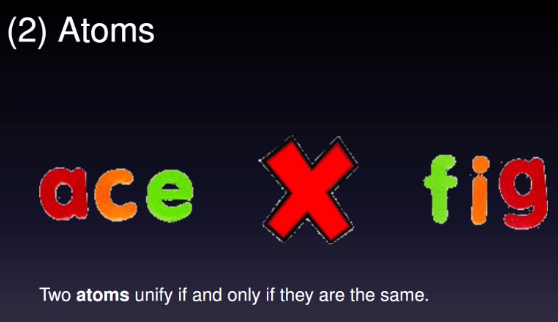 (2) Atoms
ace fig
Two atoms unify if and only if they are the same.